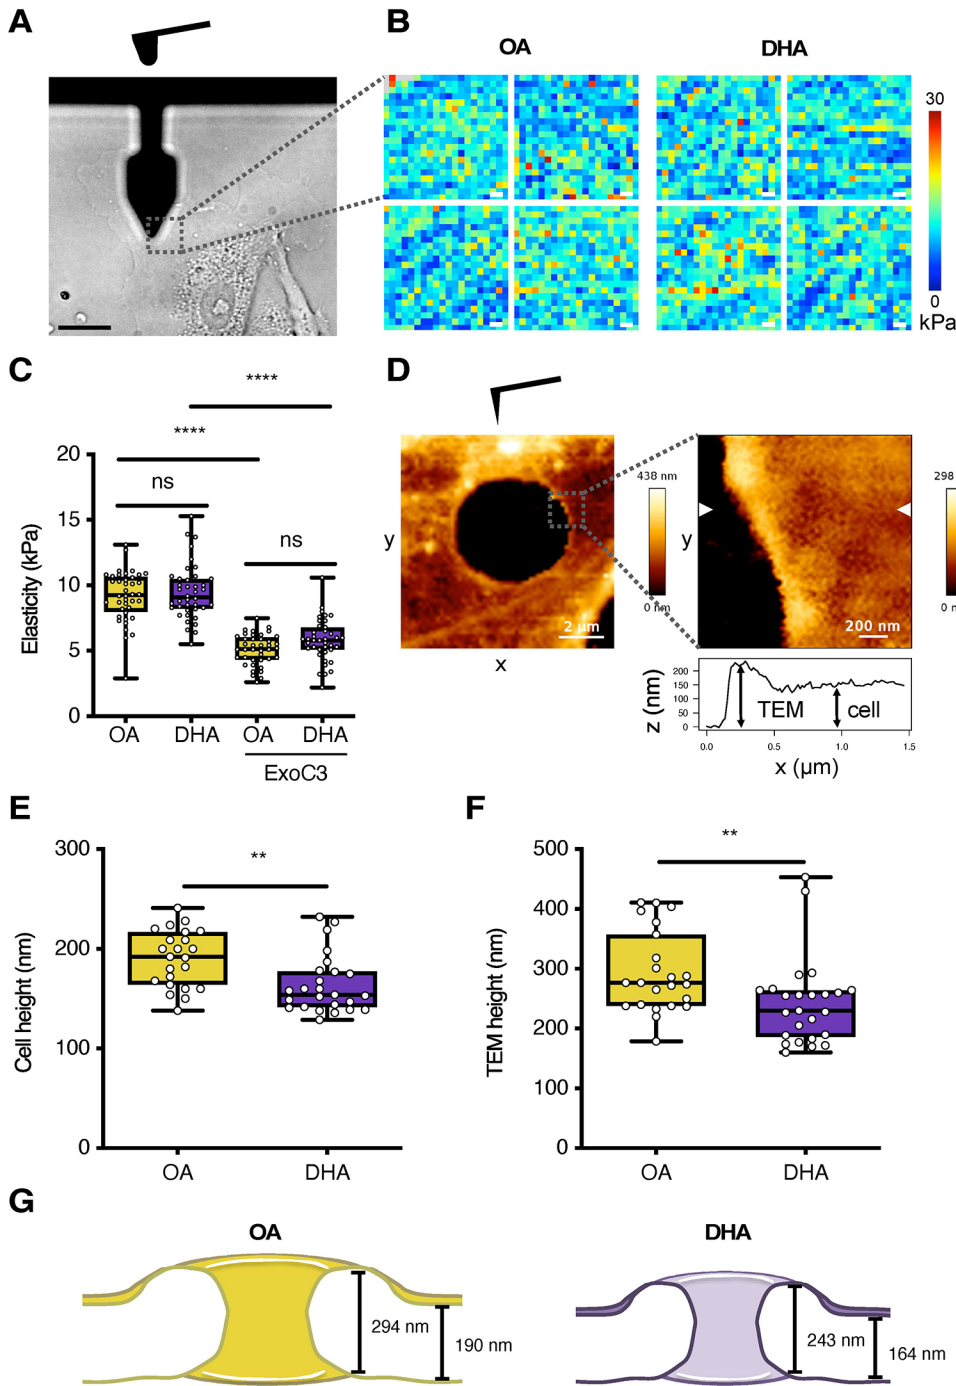 A
B
OA
DHA
30
0
kPa
C
****
****
ns
ns
20
15
10
5
0
Elasticity (kPa)
OA
DHA
OA
DHA
ExoC3
D
438 nm
0 nm
y
x
2 µm
298
0 n
y
200 nm
z (nm)
200
150
100
50
0
TEM
cell
0.0
0.5
1.0
1.5
x (µm)
E
**
300
200
100
0
Cell height (nm)
OA
DHA
F
**
500
400
300
200
100
0
TEM height (nm)
OA
DHA
G
OA
294 nm
190 nm
DHA
243 nm
164 nm